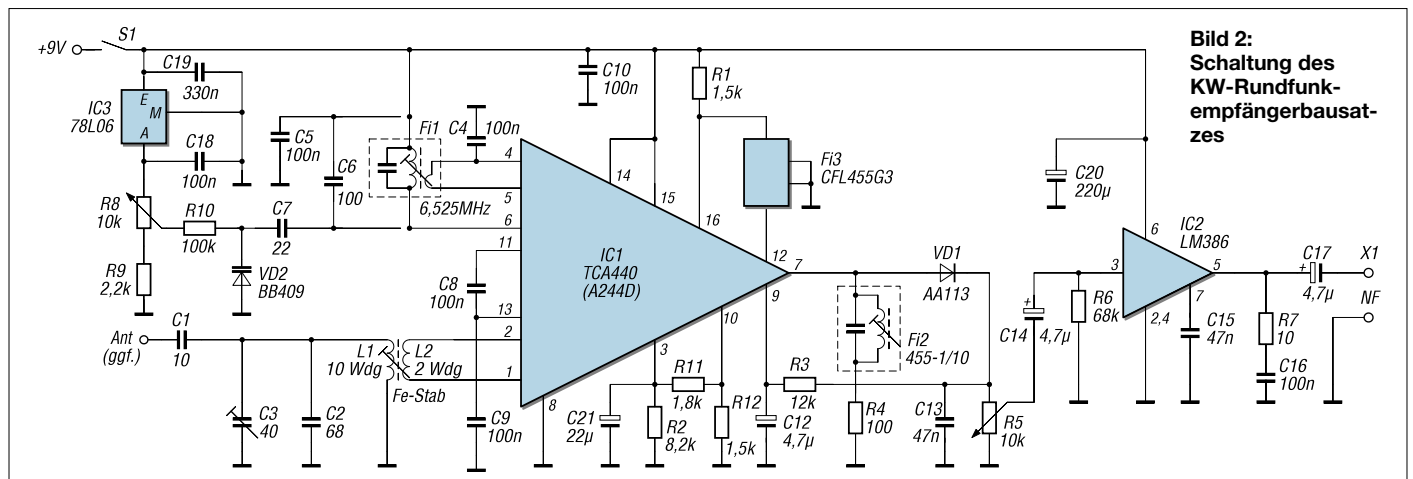 Bild 2:
Schaltung des
KW-Rundfunk-
empfängerbausat-
zes
+9V
S1
C19
330n
IC3
78L06
E
M
A
C18
100n
C5
100n
C6
100
Fi1
6,525MHz
C4
100n
C10
100n
R1
1,5k
Fi3
CFL455G3
C20
220µ
R8
10k
R10
100k
C7
22
VD2
BB409
R9
2,2k
Ant
(ggf.)
C1
10
C3
40
C2
68
L1
10 Wdg
L2
2 Wdg
Fe-Stab
C8
100n
C9
100n
4
5
6
11
13
2
1
8
14
15
16
12
7
9
10
3
IC1
TCA440
(A244D)
VD1
AA113
Fi2
455-1/10
C21
22µ
R2
8,2k
R11
1,8k
R12
1,5k
C12
4,7µ
R3
12k
R4
100
C13
47n
R5
10k
+
C14
4,7µ
R6
68k
IC2
LM386
3
6
5
7
2,4
C15
47n
R7
10
C16
100n
+
C17
4,7µ
X1
NF